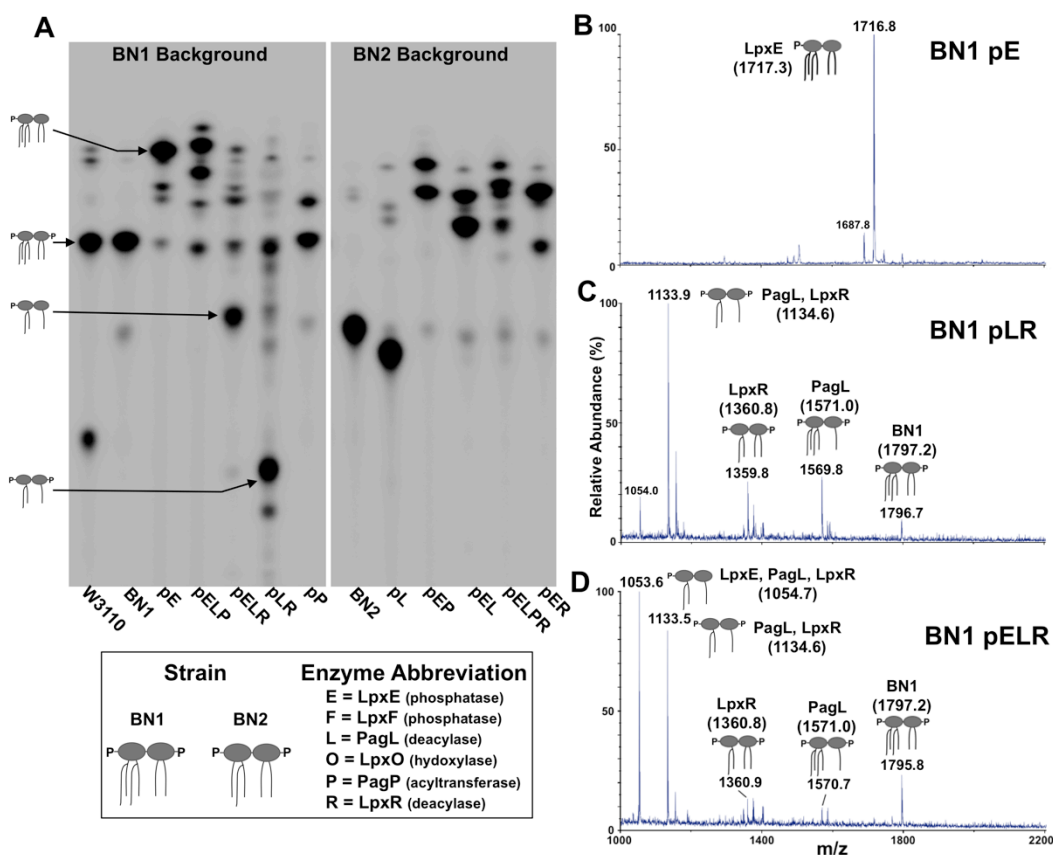 A
BN1 Background
BN2 Background
P
P P
P
P P
W3110
BN1
pE
pELP
pELR
pLR
pP
BN2
pL
pEP
pEL
pELPR
pER
Strain
BN1
P P
BN2
P P
Enzyme Abbreviation
E = LpxE (phosphatase)
F = LpxF (phosphatase)
L = PagL (deacylase)
O = LpxO (hydoxylase)
P = PagP (acyltransferase)
R = LpxR (deacylase)
B
BN1 pE
LpxE
(1717.3)
P
1716.8
1687.8
100
50
0
C
BN1 pLR
1133.9
P P
PagL, LpxR
(1134.6)
LpxR
(1360.8)
P P
1359.8
PagL
(1571.0)
P P
1569.8
BN1
(1797.2)
P P
1796.7
1054.0
Relative Abundance (%)
100
50
0
D
BN1 pELR
1053.6
P
LpxE, PagL, LpxR
(1054.7)
1133.5
P P
PagL, LpxR
(1134.6)
LpxR
(1360.8)
P P
1360.9
PagL
(1571.0)
P P
1570.7
BN1
(1797.2)
P P
1795.8
100
50
0
1000
1400
1800
2200
m/z